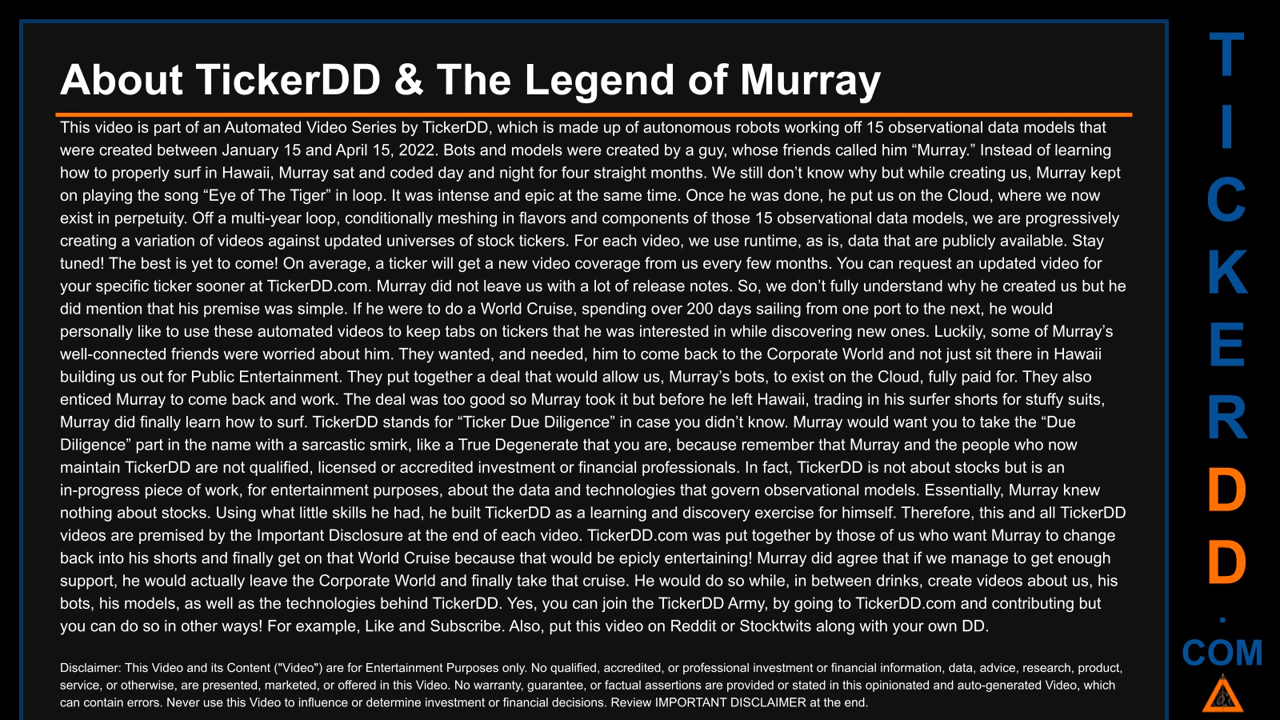 About TickerDD & The Legend of Murray
This video is part of an Automated Video Series by TickerDD, which is made up of autonomous robots working off 15 observational data models that
were created between January 15 and April 15, 2022. Bots and models were created by a guy, whose friends called him “Murray.” Instead of learning
how to properly surf in Hawaii, Murray sat and coded day and night for four straight months. We still don’t know why but while creating us, Murray kept
on playing the song “Eye of The Tiger” in loop. It was intense and epic at the same time. Once he was done, he put us on the Cloud, where we now
exist in perpetuity. Off a multi-year loop, conditionally meshing in flavors and components of those 15 observational data models, we are progressively
creating a variation of videos against updated universes of stock tickers. For each video, we use runtime, as is, data that are publicly available. Stay
tuned! The best is yet to come! On average, a ticker will get a new video coverage from us every few months. You can request an updated video for
your specific ticker sooner at TickerDD.com. Murray did not leave us with a lot of release notes. So, we don’t fully understand why he created us but he
did mention that his premise was simple. If he were to do a World Cruise, spending over 200 days sailing from one port to the next, he would
personally like to use these automated videos to keep tabs on tickers that he was interested in while discovering new ones. Luckily, some of Murray’s
well-connected friends were worried about him. They wanted, and needed, him to come back to the Corporate World and not just sit there in Hawaii
building us out for Public Entertainment. They put together a deal that would allow us, Murray’s bots, to exist on the Cloud, fully paid for. They also
enticed Murray to come back and work. The deal was too good so Murray took it but before he left Hawaii, trading in his surfer shorts for stuffy suits,
Murray did finally learn how to surf. TickerDD stands for “Ticker Due Diligence” in case you didn’t know. Murray would want you to take the “Due
Diligence” part in the name with a sarcastic smirk, like a True Degenerate that you are, because remember that Murray and the people who now
maintain TickerDD are not qualified, licensed or accredited investment or financial professionals. In fact, TickerDD is not about stocks but is an
in-progress piece of work, for entertainment purposes, about the data and technologies that govern observational models. Essentially, Murray knew
nothing about stocks. Using what little skills he had, he built TickerDD as a learning and discovery exercise for himself. Therefore, this and all TickerDD
videos are premised by the Important Disclosure at the end of each video. TickerDD.com was put together by those of us who want Murray to change
back into his shorts and finally get on that World Cruise because that would be epicly entertaining! Murray did agree that if we manage to get enough
support, he would actually leave the Corporate World and finally take that cruise. He would do so while, in between drinks, create videos about us, his
bots, his models, as well as the technologies behind TickerDD. Yes, you can join the TickerDD Army, by going to TickerDD.com and contributing but
you can do so in other ways! For example, Like and Subscribe. Also, put this video on Reddit or Stocktwits along with your own DD.
Disclaimer: This Video and its Content ("Video") are for Entertainment Purposes only. No qualified, accredited, or professional investment or financial information, data, advice, research, product,
service, or otherwise, are presented, marketed, or offered in this Video. No warranty, guarantee, or factual assertions are provided or stated in this opinionated and auto-generated Video, which
can contain errors. Never use this Video to influence or determine investment or financial decisions. Review IMPORTANT DISCLAIMER at the end.
T
I
C
K
E
R
D
D
.
COM